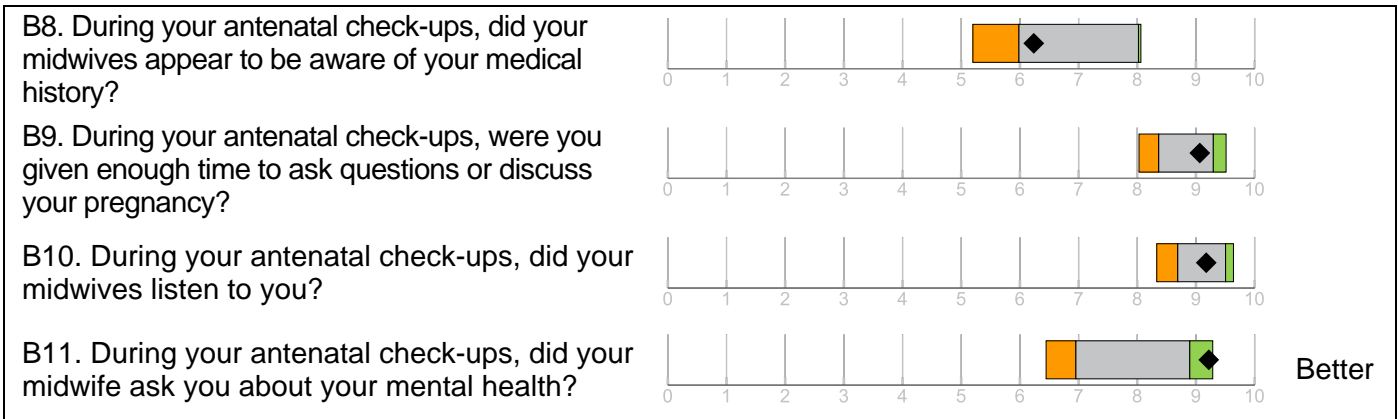 B8. During your antenatal check-ups, did your
midwives appear to be aware of your medical
history?
0 1 2 3 4 5 6 7 8 9 10
B9. During your antenatal check-ups, were you
given enough time to ask questions or discuss
your pregnancy?
0 1 2 3 4 5 6 7 8 9 10
B10. During your antenatal check-ups, did your
midwives listen to you?
0 1 2 3 4 5 6 7 8 9 10
B11. During your antenatal check-ups, did your
midwife ask you about your mental health?
0 1 2 3 4 5 6 7 8 9 10
Better